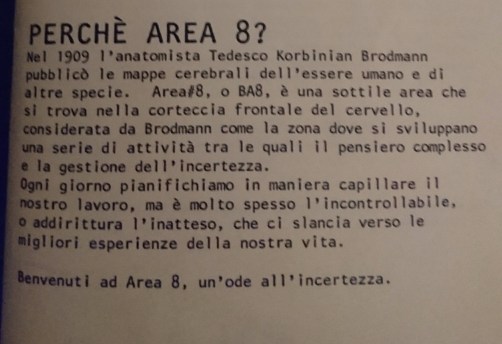 PERCHÈ AREA 8?
Nel 1909 l'anatomista Tedesco Korbinian Brodmann
pubblicò le mappe cerebrali dell'essere umano e di
altre specie. Area#8, o BA8, è una sottile area che
si trova nella corteccia frontale del cervello,
considerata da Brodmann come la zona dove si sviluppano
una serie di attività tra le quali il pensiero complesso
e la gestione dell'incertezza.
Ogni giorno pianifichiamo in maniera capillare il
nostro lavoro, ma è molto spesso l'incontrollabile,
o addirittura l'inatteso, che ci slancia verso le
migliori esperienze della nostra vita.
Benvenuti ad Area 8, un'ode all'incertezza.